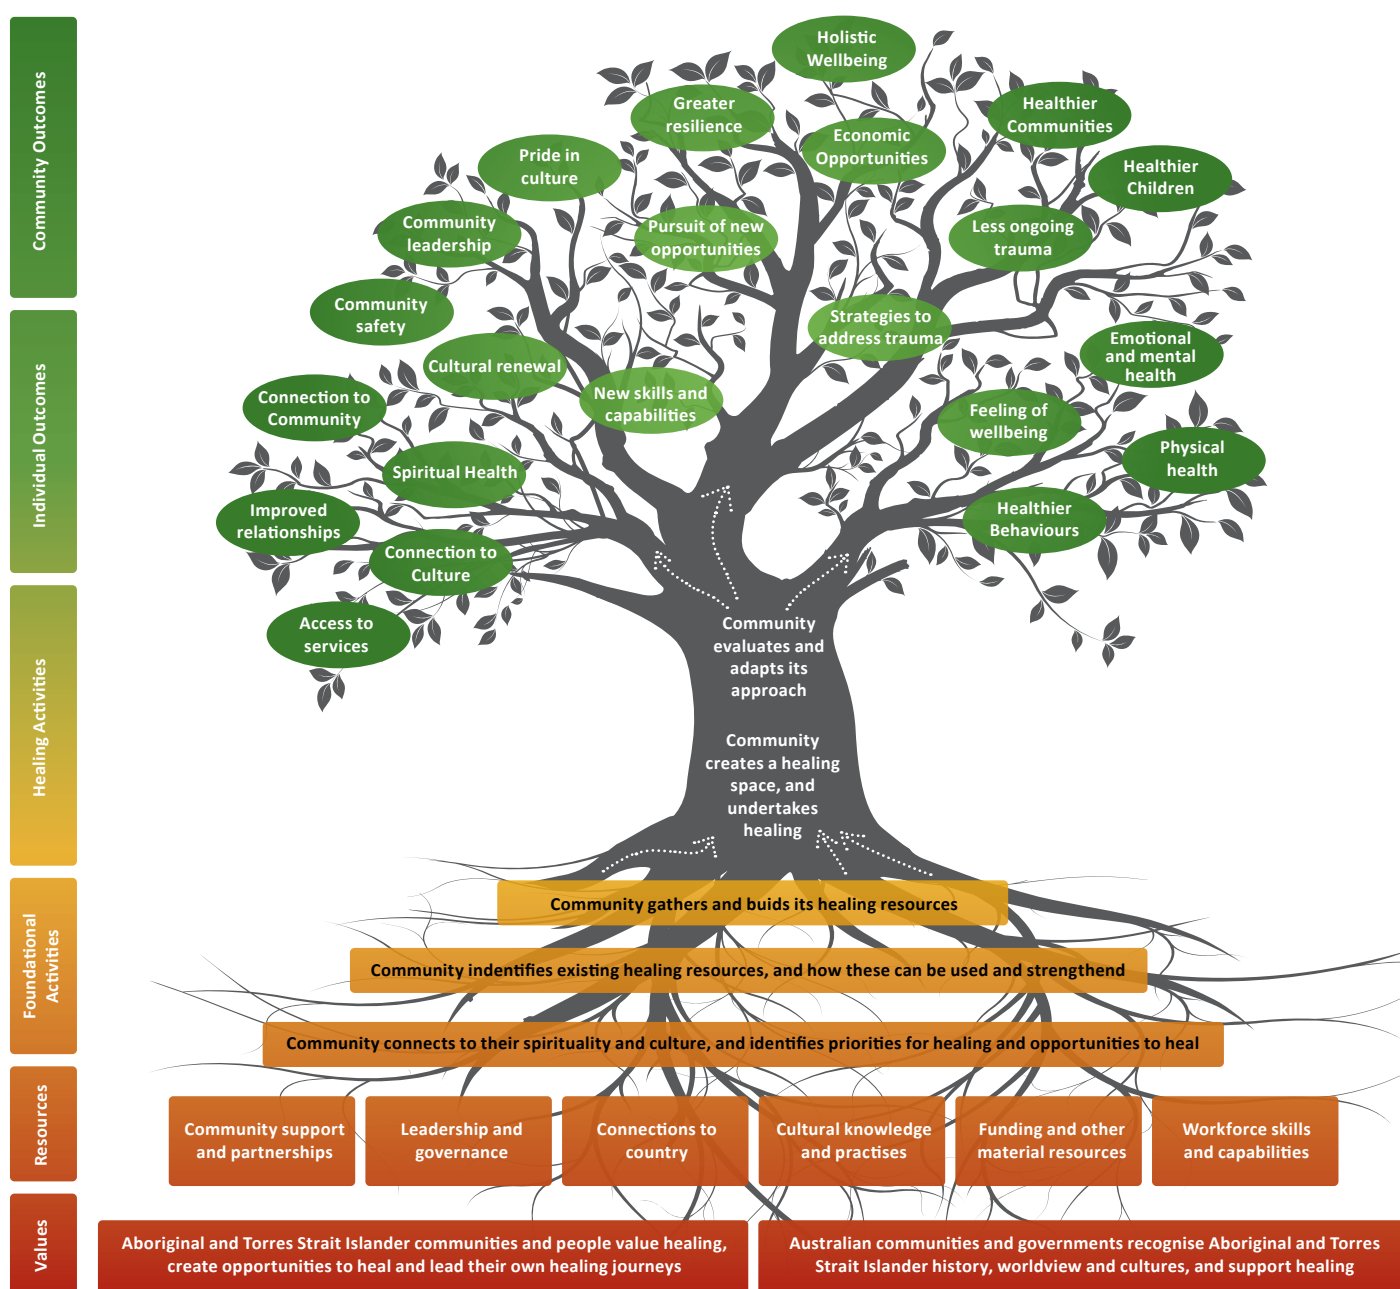 Community Outcomes
Holistic
Wellbeing
Greater
resilience
Healthier
Communities
Economic
Opportunities
Pride in
culture
Healthier
Children
Community
leadership
Pursuit of new
opportunities
Less ongoing
trauma
Community
safety
Strategies to
address trauma
Individual Outcomes
Emotional
and mental
health
Cultural renewal
Connection to
Community
New skills and
capabilities
Feeling of
wellbeing
Physical
health
Spiritual Health
Improved
relationships
Healthier
Behaviours
Connection to
Culture
Access to
services
Healing Activities
Community
evaluates and
adapts its
approach
Community
creates a healing
space, and
undertakes
healing
Foundational
Activities
Community gathers and buids its healing resources
Community indentifies existing healing resources, and how these can be used and strengthend
Community connects to their spirituality and culture, and identifies priorities for healing and opportunities to heal
Resources
Community support
and partnerships
Leadership and
governance
Connections to
country
Cultural knowledge
and practises
Funding and other
material resources
Workforce skills
and capabilities
Values
Aboriginal and Torres Strait Islander communities and people value healing,
create opportunities to heal and lead their own healing journeys
Australian communities and governments recognise Aboriginal and Torres
Strait Islander history, worldview and cultures, and support healing